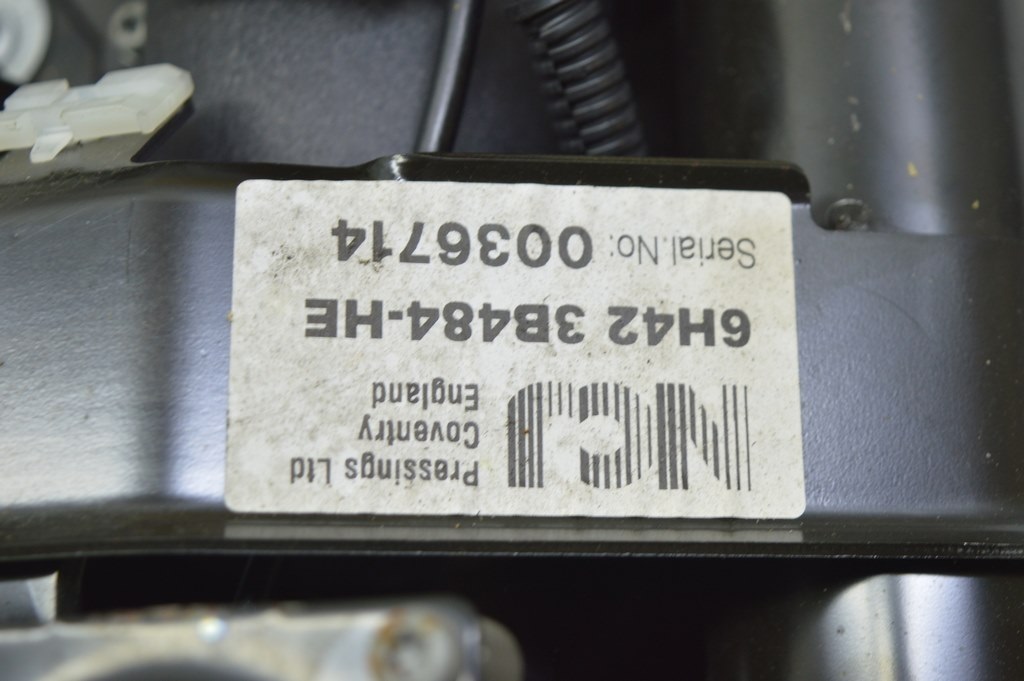 Pressings Ltd
Coventry
England
6H42 3B484-HE
Serial.No: 0036714